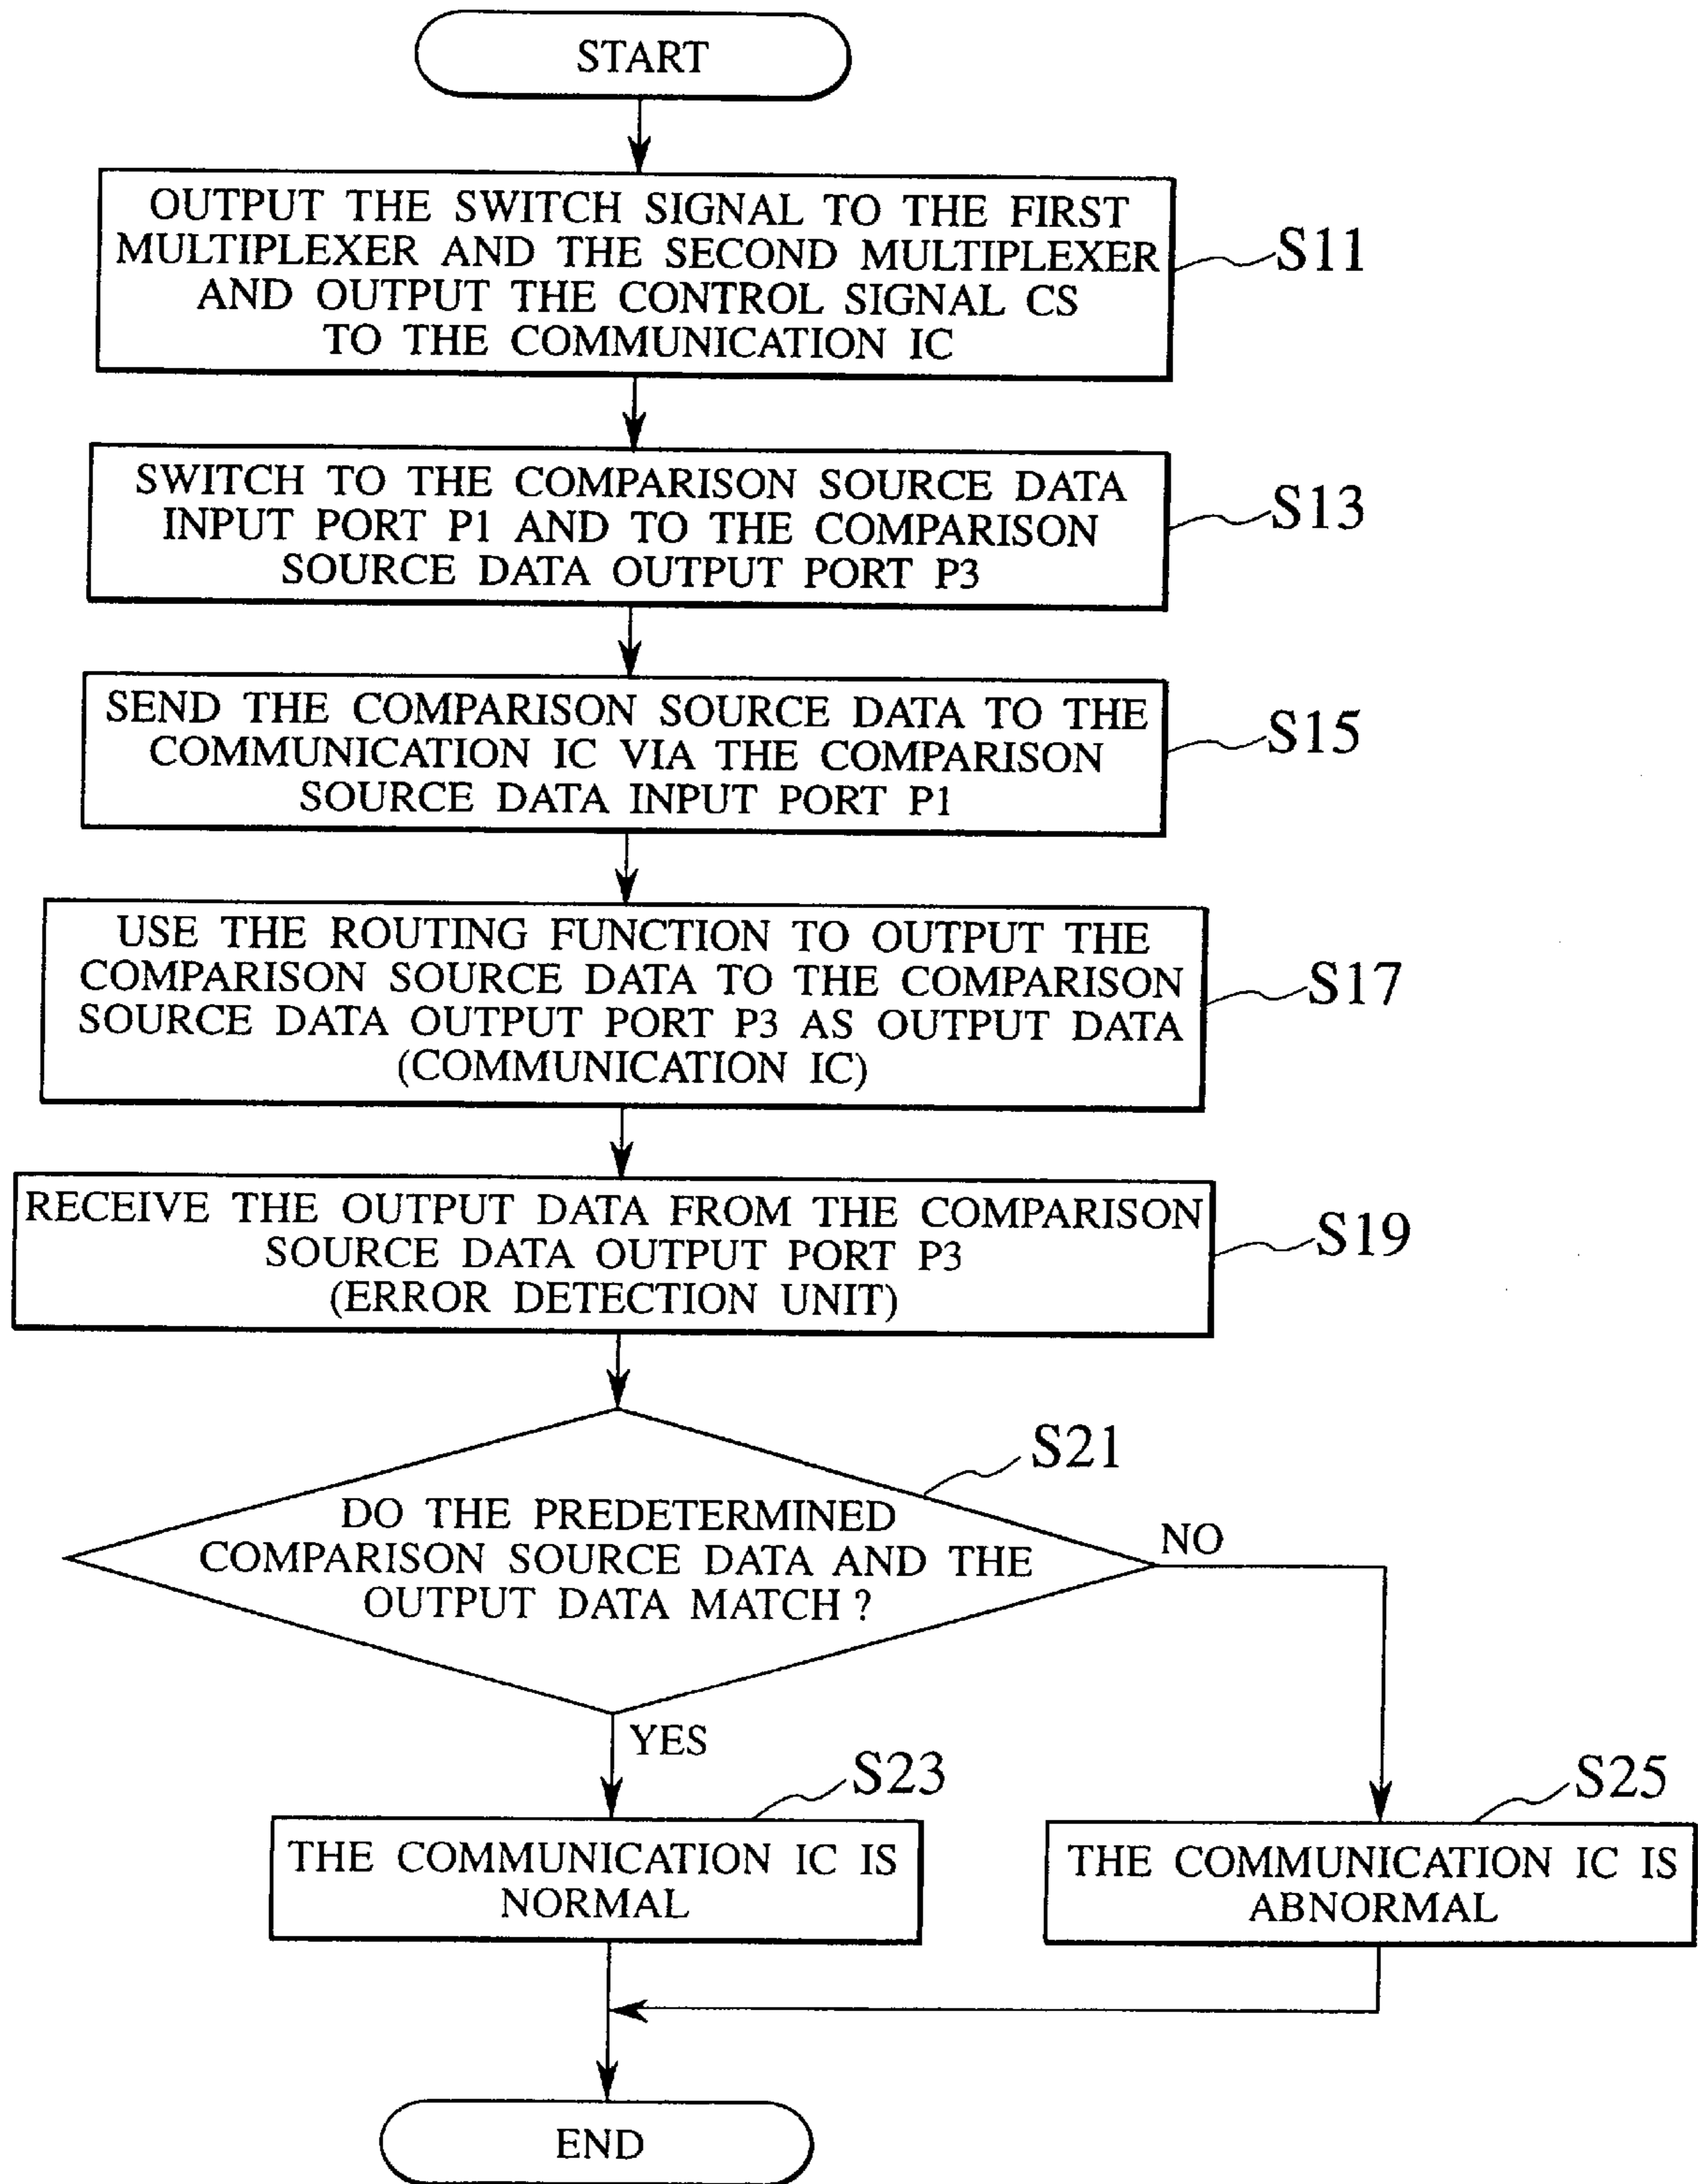 START
OUTPUT THE SWITCH SIGNAL TO THE FIRST
MULTIPLEXER AND THE SECOND MULTIPLEXER
AND OUTPUT THE CONTROL SIGNAL CS
TO THE COMMUNICATION IC
S11
SWITCH TO THE COMPARISON SOURCE DATA
INPUT PORT P1 AND TO THE COMPARISON
SOURCE DATA OUTPUT PORT P3
S13
SEND THE COMPARISON SOURCE DATA TO THE
COMMUNICATION IC VIA THE COMPARISON
SOURCE DATA INPUT PORT P1
S15
USE THE ROUTING FUNCTION TO OUTPUT THE
COMPARISON SOURCE DATA TO THE COMPARISON
SOURCE DATA OUTPUT PORT P3 AS OUTPUT DATA
(COMMUNICATION IC)
S17
RECEIVE THE OUTPUT DATA FROM THE COMPARISON
SOURCE DATA OUTPUT PORT P3
(ERROR DETECTION UNIT)
S19
S21
DO THE PREDETERMINED
COMPARISON SOURCE DATA AND THE
OUTPUT DATA MATCH ?
NO
YES
S23
THE COMMUNICATION IC IS
NORMAL
S25
THE COMMUNICATION IC IS
ABNORMAL
END